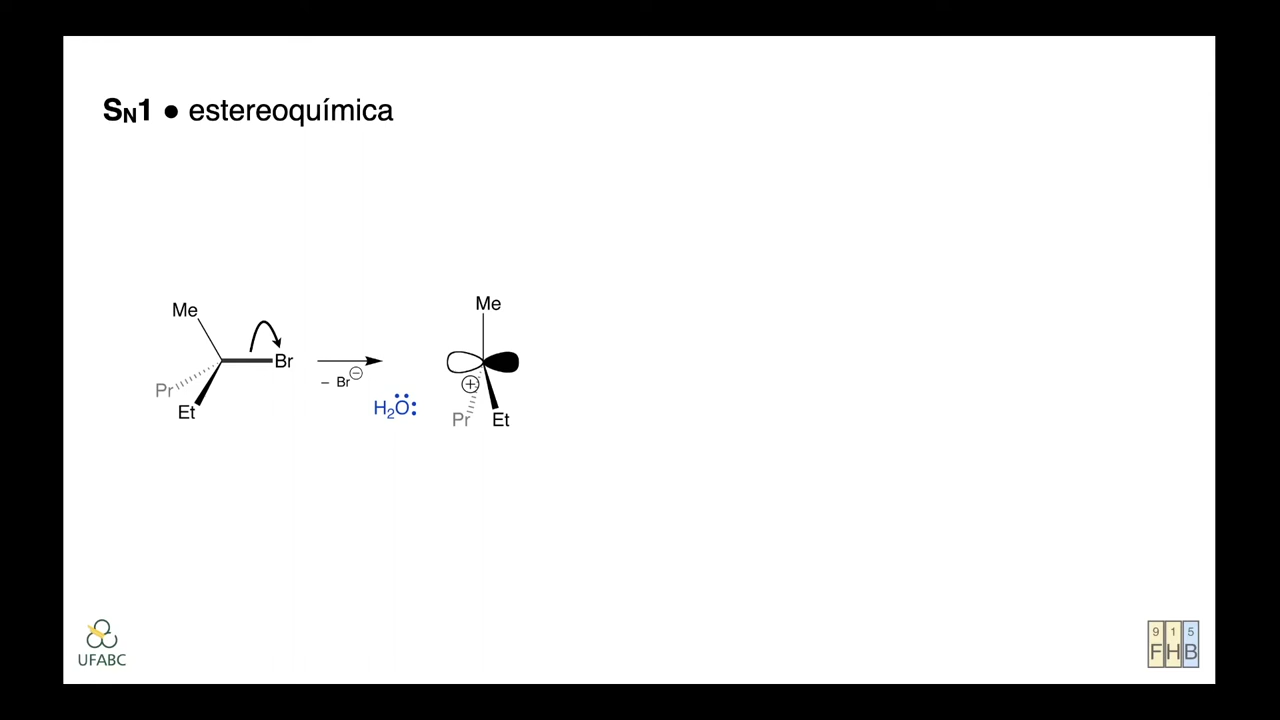 SN1 ● estereoquímica
Me
Br
Pr
Et
– Br⊖
H2O:
Me
⊕
Pr
Et
UFABC
9 1 5
F H B